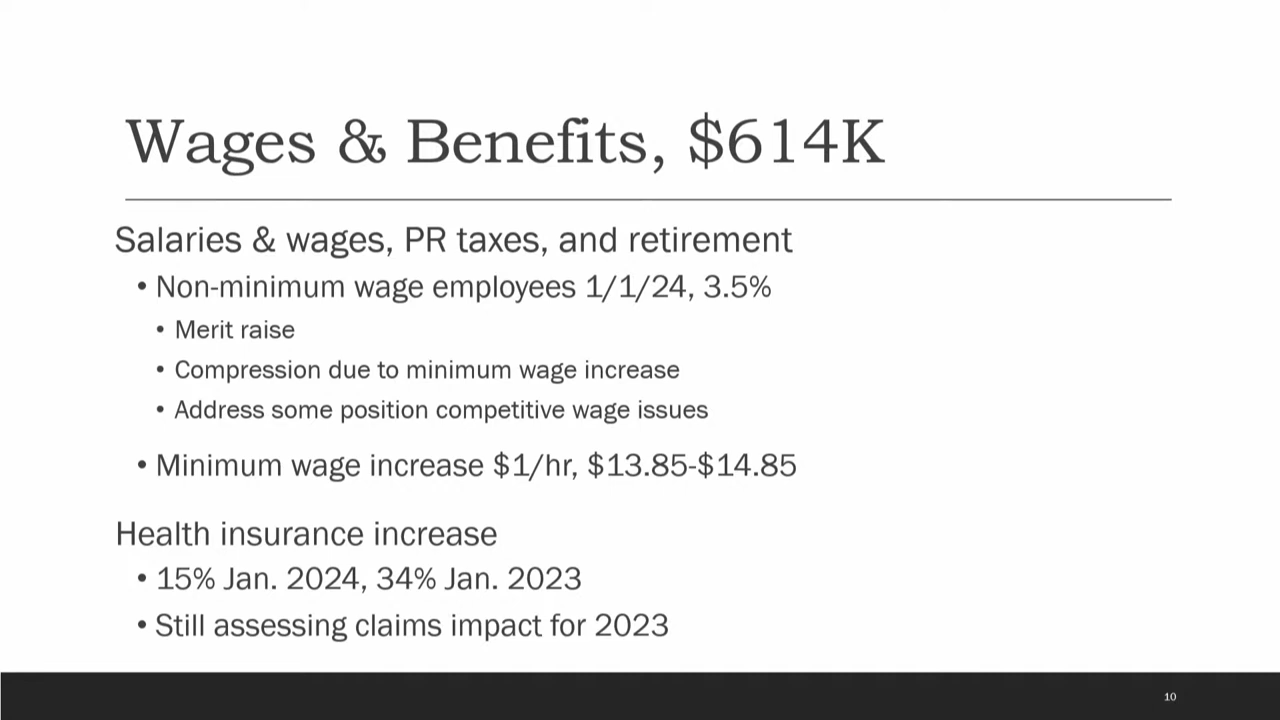 Wages & Benefits, $614K
Salaries & wages, PR taxes, and retirement
• Non-minimum wage employees 1/1/24, 3.5%
• Merit raise
• Compression due to minimum wage increase
• Address some position competitive wage issues
• Minimum wage increase $1/hr, $13.85-$14.85
Health insurance increase
• 15% Jan. 2024, 34% Jan. 2023
• Still assessing claims impact for 2023
10